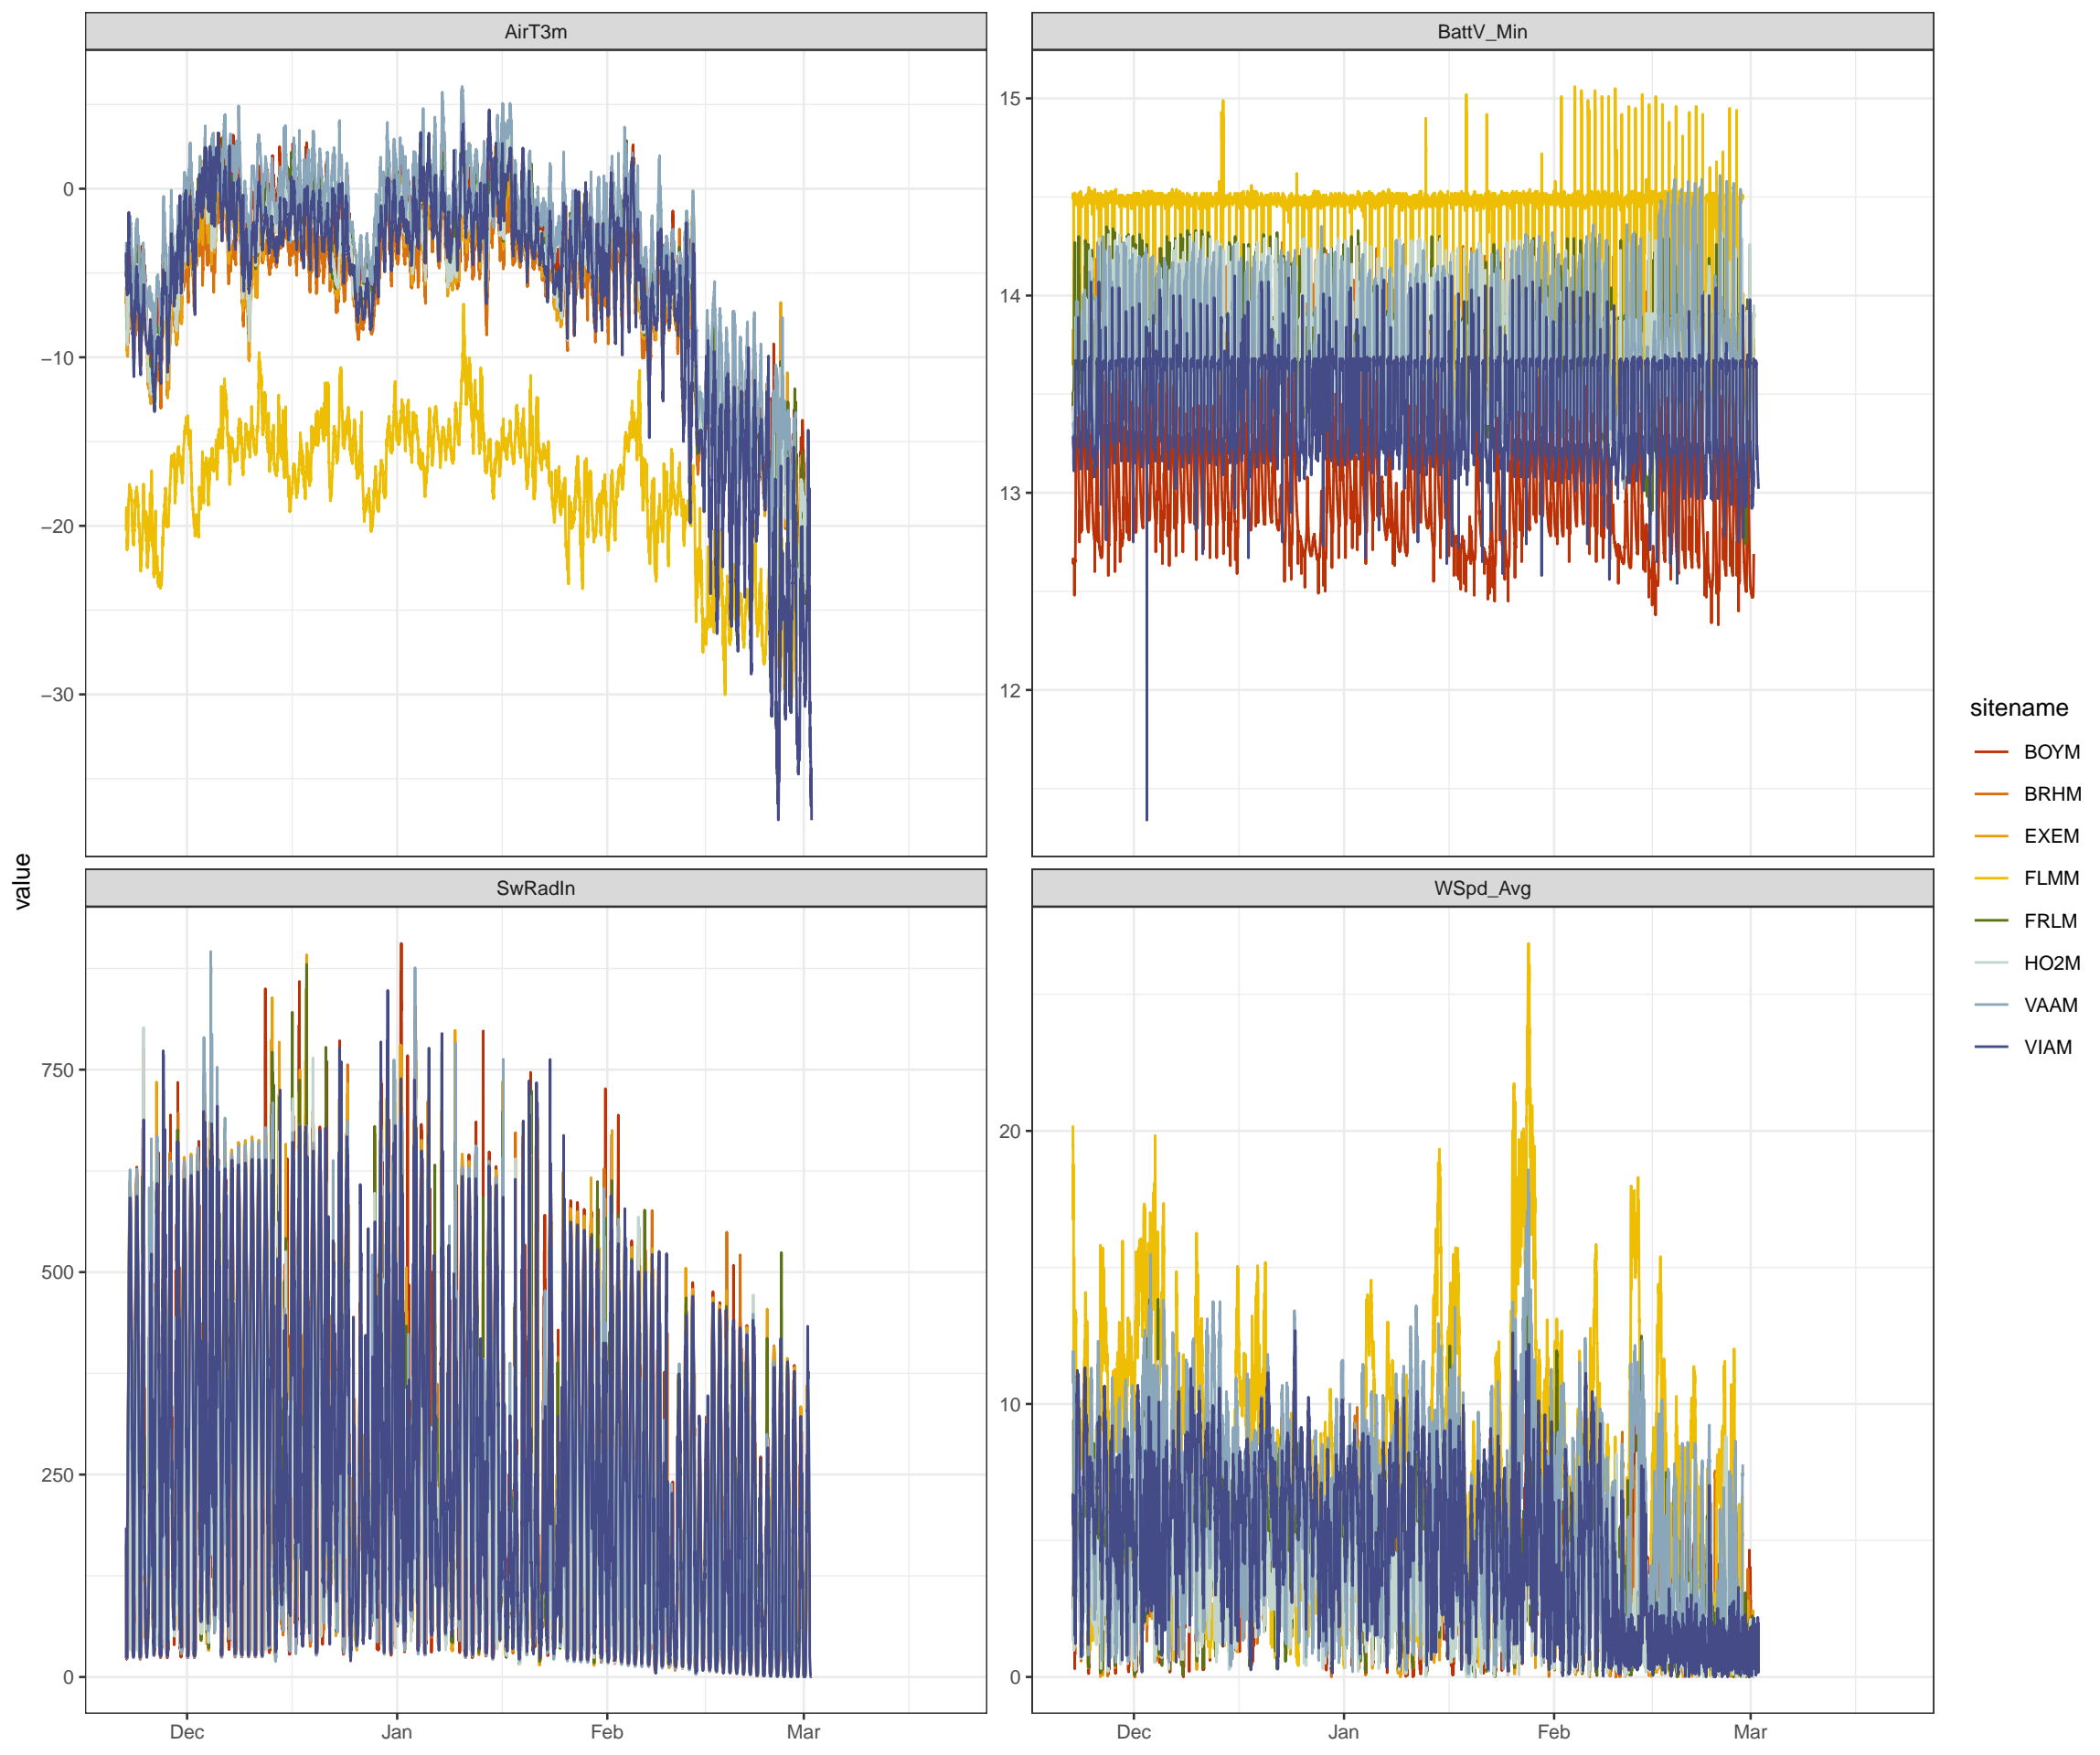 AirT3m
BattV_Min
0
−10
−20
−30
15
14
13
12
value
SwRadIn
WSpd_Avg
750
500
250
0
20
10
0
Dec
Jan
Feb
Mar
Dec
Jan
Feb
Mar
sitename
BOYM
BRHM
EXEM
FLMM
FRLM
HO2M
VAAM
VIAM